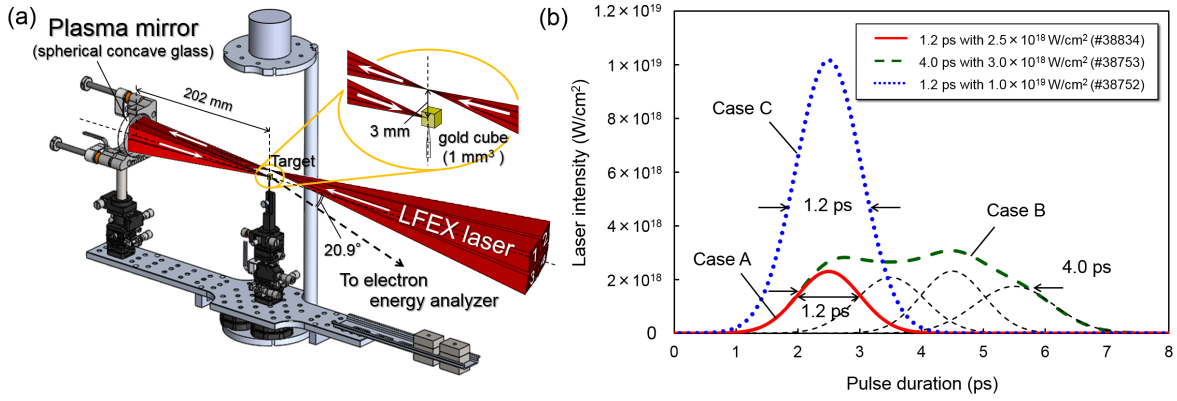 (a)
Plasma mirror
(spherical concave glass)
202 mm
3 mm
gold cube
(1 mm³ )
Target
LFEX laser
1
2
3
20.9°
To electron
energy analyzer
(b)
1.2 × 10¹⁹
1 × 10¹⁹
8 × 10¹⁸
6 × 10¹⁸
4 × 10¹⁸
2 × 10¹⁸
0
Laser intensity (W/cm²)
1.2 ps with 2.5 × 10¹⁸ W/cm² (#38834)
4.0 ps with 3.0 × 10¹⁸ W/cm² (#38753)
1.2 ps with 1.0 × 10¹⁹ W/cm² (#38752)
Case C
1.2 ps
Case B
Case A
4.0 ps
1.2 ps
0 1 2 3 4 5 6 7 8
Pulse duration (ps)